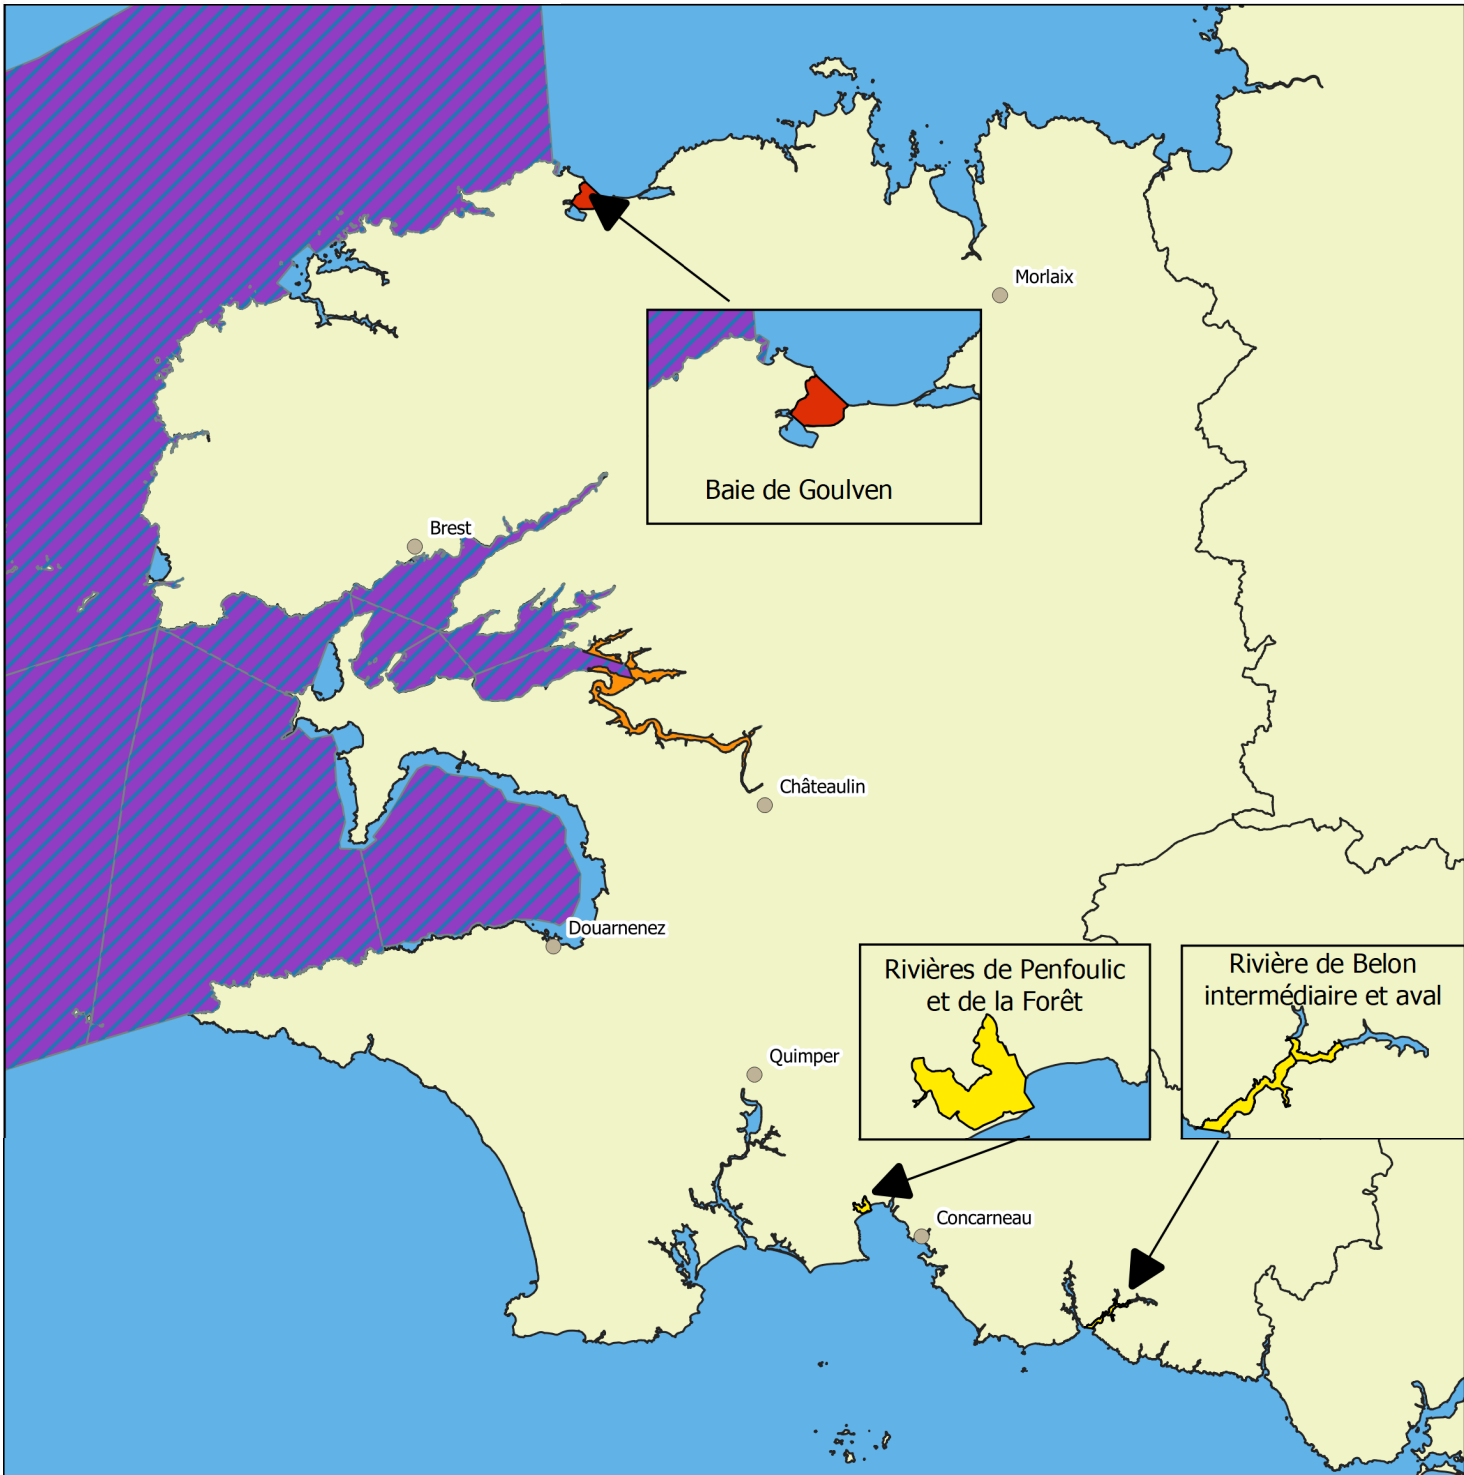 Morlaix
Baie de Goulven
Brest
Châteaulin
Douarnenez
Rivières de Penfoulic
et de la Forêt
Rivière de Belon
intermédiaire et aval
Quimper
Concarneau